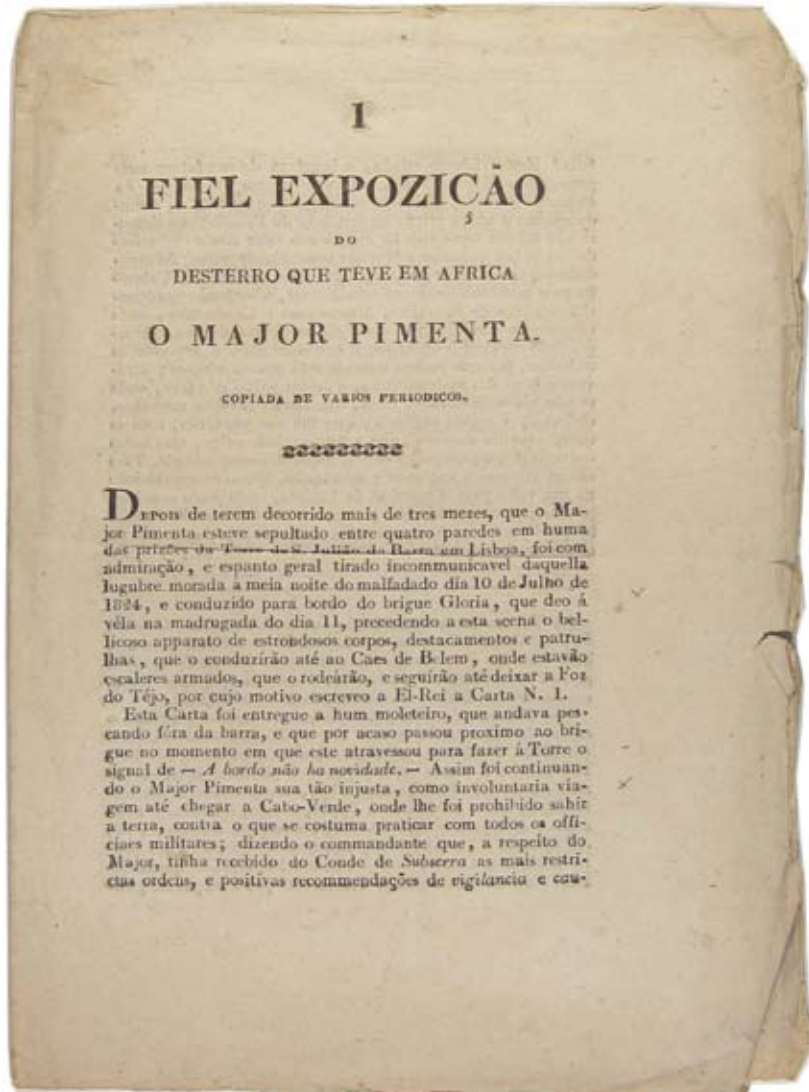 1
FIEL EXPOZIÇÃO
DO
DESTERRO QUE TEVE EM AFRICA
O MAJOR PIMENTA.
COPIADA DE VARIOS PERIODICOS.
DEPOIS de terem decorrido mais de tres mezes, que o Ma-
jor Pimenta esteve sepultado entre quatro paredes em huma
das prizões da Torre de S. Julião da Barra em Lisboa, foi com
admiração, e espanto geral tirado incommunicavel daquella
lugubre morada á meia noite do malfadado dia 10 de Julho de
1824, e conduzido para bordo do brigue Gloria, que deo á
véla na madrugada do dia 11, precedendo a esta scena o bel-
licoso apparato de estrondosos corpos, destacamentos e patru-
lhas, que o conduzirão até ao Caes de Belem, onde estavão
escaleres armados, que o rodeárão, e seguirão até deixar a Foz
do Téjo, por cujo motivo escreveo a El-Rei a Carta N. 1.
Esta Carta foi entregue a hum moleteiro, que andava pes-
cando fóra da barra, e que por acaso passou proximo ao bri-
gue no momento em que este atravessou para fazer á Torre o
signal de — A bordo não ha novidade. — Assim foi continuan-
do o Major Pimenta sua tão injusta, como involuntaria via-
gem até chegar a Cabo-Verde, onde lhe foi prohibido sahir
a terra, contra o que se costuma praticar com todos os offi-
ciaes militares; dizendo o commandante que, a respeito do
Major, tinha recebido do Conde de Subserra as mais restri-
ctas ordens, e positivas recommendações de vigilancia e cau-